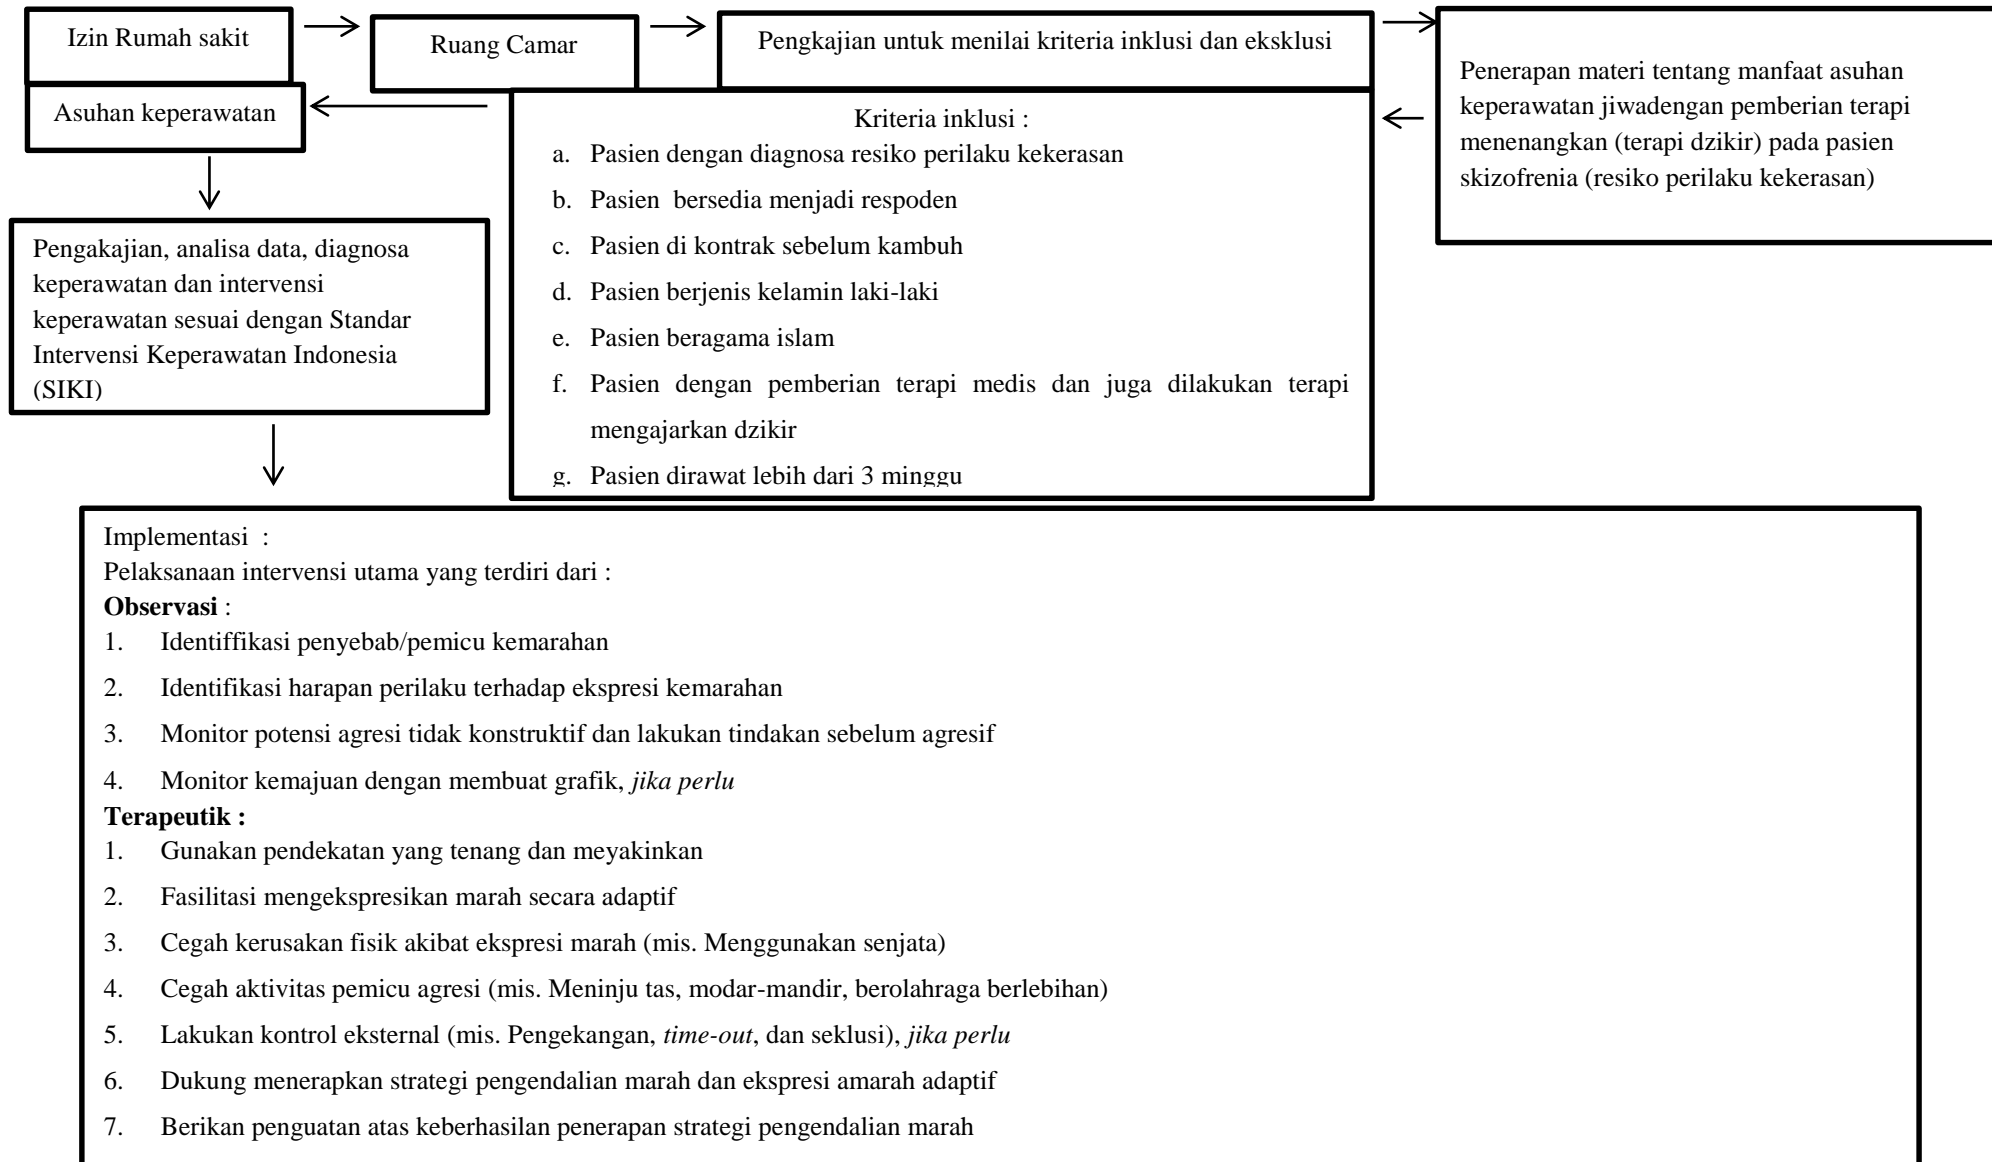 Izin Rumah sakit
Ruang Camar
Pengkajian untuk menilai kriteria inklusi dan eksklusi
Penerapan materi tentang manfaat asuhan
keperawatan jiwadengan pemberian terapi
menenangkan (terapi dzikir) pada pasien
skizofrenia (resiko perilaku kekerasan)
Kriteria inklusi :
a. Pasien dengan diagnosa resiko perilaku kekerasan
b. Pasien bersedia menjadi respoden
c. Pasien di kontrak sebelum kambuh
d. Pasien berjenis kelamin laki-laki
e. Pasien beragama islam
f. Pasien dengan pemberian terapi medis dan juga dilakukan terapi
mengajarkan dzikir
g. Pasien dirawat lebih dari 3 minggu
Asuhan keperawatan
Pengakajian, analisa data, diagnosa
keperawatan dan intervensi
keperawatan sesuai dengan Standar
Intervensi Keperawatan Indonesia
(SIKI)
Implementasi :
Pelaksanaan intervensi utama yang terdiri dari :
Observasi :
1. Identiffikasi penyebab/pemicu kemarahan
2. Identifikasi harapan perilaku terhadap ekspresi kemarahan
3. Monitor potensi agresi tidak konstruktif dan lakukan tindakan sebelum agresif
4. Monitor kemajuan dengan membuat grafik, jika perlu
Terapeutik :
1. Gunakan pendekatan yang tenang dan meyakinkan
2. Fasilitasi mengekspresikan marah secara adaptif
3. Cegah kerusakan fisik akibat ekspresi marah (mis. Menggunakan senjata)
4. Cegah aktivitas pemicu agresi (mis. Meninju tas, modar-mandir, berolahraga berlebihan)
5. Lakukan kontrol eksternal (mis. Pengekangan, time-out, dan seklusi), jika perlu
6. Dukung menerapkan strategi pengendalian marah dan ekspresi amarah adaptif
7. Berikan penguatan atas keberhasilan penerapan strategi pengendalian marah